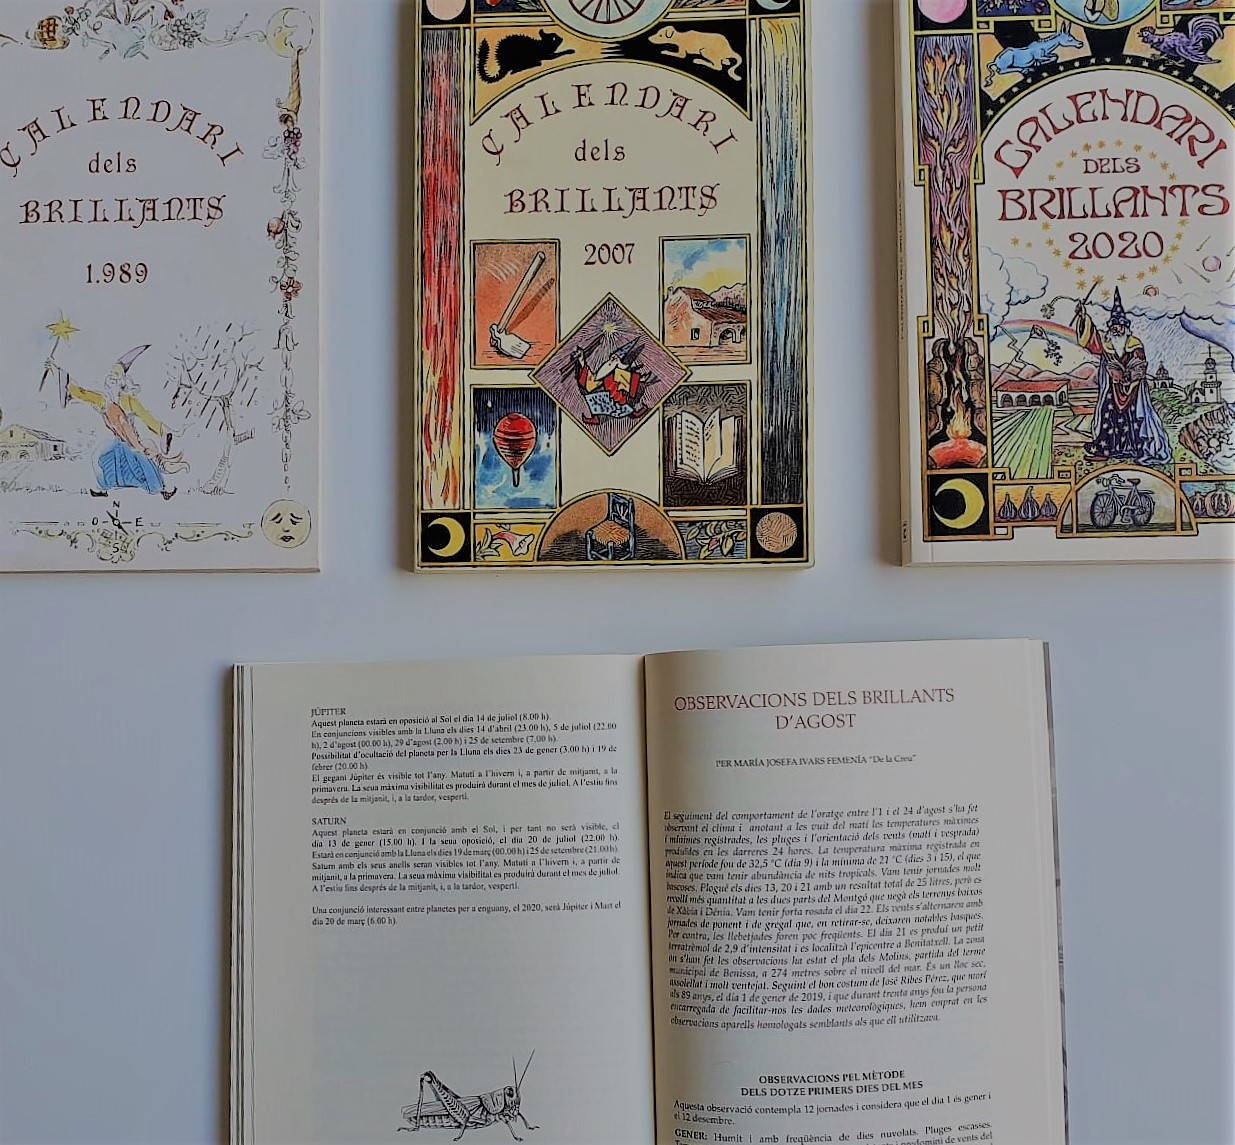 CALENDARI
dels
BRILLANTS
1.989
N
O E
S
CALENDARI
dels
BRILLANTS
2007
CALENDARI
DELS
BRILLANTS
2020
JÚPITER
Aquest planeta estarà en oposició al Sol el dia 14 de juliol (8.00 h).
En conjuncions visibles amb la Lluna els dies 14 d'abril (23.00 h), 5 de juliol (22.00
h), 2 d'agost (00.00 h), 29 d'agost (2.00 h) i 25 de setembre (7.00 h).
Possibilitat d'ocultació del planeta per la Lluna els dies 23 de gener (3.00 h) i 19 de
febrer (20.00 h).
El gegant Júpiter és visible tot l'any. Matutí a l'hivern i, a partir de mitjanit, a la
primavera. La seua màxima visibilitat es produirà durant el mes de juliol. A l'estiu fins
després de la mitjanit, i, a la tardor, vespertí.
SATURN
Aquest planeta estarà en conjunció amb el Sol, i per tant no serà visible, el
dia 13 de gener (15.00 h). I la seua oposició, el dia 20 de juliol (22.00 h).
Estarà en conjunció amb la Lluna els dies 19 de març (00.00 h) i 25 de setembre (21.00 h).
Saturn amb els seus anells seran visibles tot l'any. Matutí a l'hivern i, a partir de
mitjanit, a la primavera. La seua màxima visibilitat es produirà durant el mes de juliol.
A l'estiu fins després de la mitjanit, i, a la tardor, vespertí.
Una conjunció interessant entre planetes per a enguany, el 2020, serà Júpiter i Mart el
dia 20 de març (6.00 h).
OBSERVACIONS DELS BRILLANTS
D'AGOST
PER MARÍA JOSEFA IVARS FEMENÍA "De la Creu"
El seguiment del comportament de l'oratge entre l'1 i el 24 d'agost s'ha fet
observant el clima i anotant a les vuit del matí les temperatures màximes
i mínimes registrades, les pluges i l'orientació dels vents (matí i vesprada)
produïdes en les darreres 24 hores. La temperatura màxima registrada en
aquest període fou de 32,5 °C (dia 9) i la mínima de 21 °C (dies 3 i 15), el que
indica que vam tenir abundància de nits tropicals. Vam tenir jornades molt
bascoses. Plogué els dies 13, 20 i 21 amb un resultat total de 25 litres, però es
recollí més quantitat a les dues parts del Montgó que negà els terrenys baixos
de Xàbia i Dénia. Vam tenir forta rosada el dia 22. Els vents s'alternaren amb
jornades de ponent i de gregal que, en retirar-se, deixaren notables basques.
Per contra, les llebetjades foren poc freqüents. El dia 21 es produí un petit
terratrèmol de 2,9 d'intensitat i es localitzà l'epicentre a Benitatxell. La zona
on s'han fet les observacions ha estat el pla dels Molins, partida del terme
municipal de Benissa, a 274 metres sobre el nivell del mar. És un lloc sec,
assolellat i molt ventejat. Seguint el bon costum de José Ribes Pérez, que morí
als 89 anys, el dia 1 de gener de 2019, i que durant trenta anys fou la persona
encarregada de facilitar-nos les dades meteorològiques, hem emprat en les
observacions aparells homologats semblants als que ell utilitzava.
OBSERVACIONS PEL MÈTODE
DELS DOTZE PRIMERS DIES DEL MES
Aquesta observació contempla 12 jornades i considera que el dia 1 és gener i
el 12 desembre.
GENER: Humit i amb freqüència de dies nuvolats. Pluges escasses.
predomini de vents del